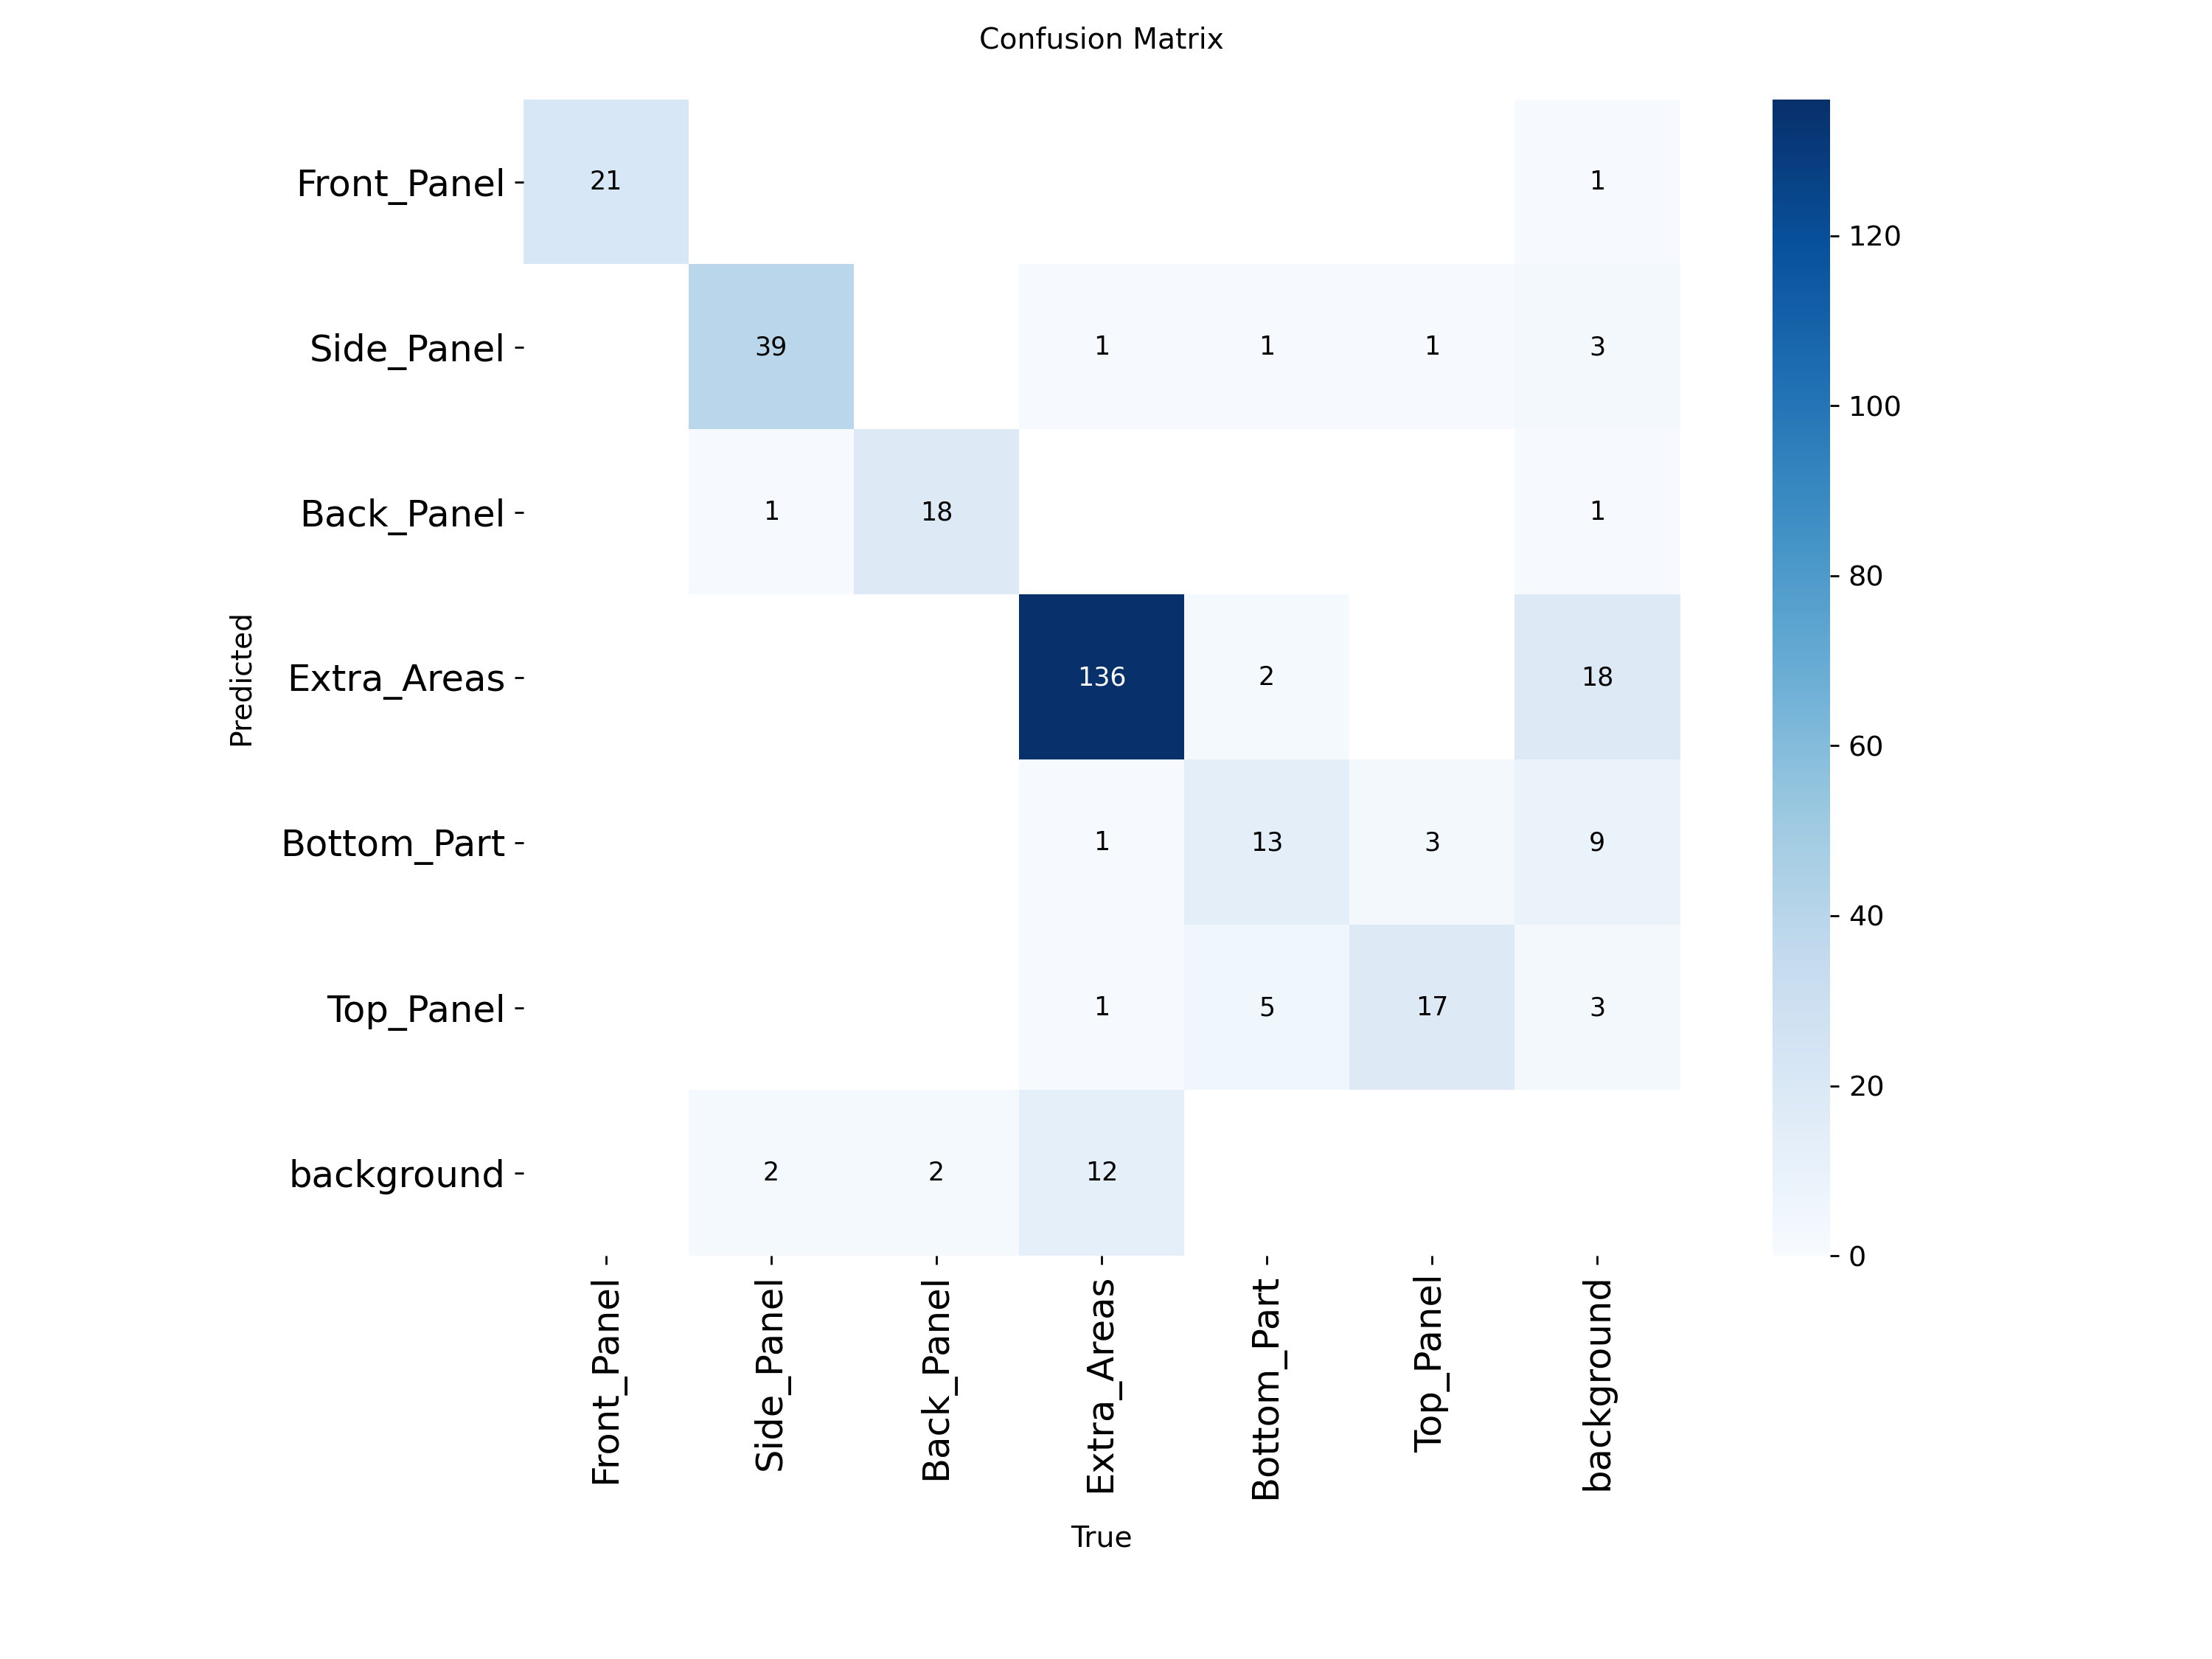 Confusion Matrix
Front_Panel 21 1
Side_Panel 39 1 1 1 3
Back_Panel 1 18 1
Extra_Areas 136 2 18
Bottom_Part 1 13 3 9
Top_Panel 1 5 17 3
background 2 2 12
Predicted
Front_Panel
Side_Panel
Back_Panel
Extra_Areas
Bottom_Part
Top_Panel
background
True
120
100
80
60
40
20
0